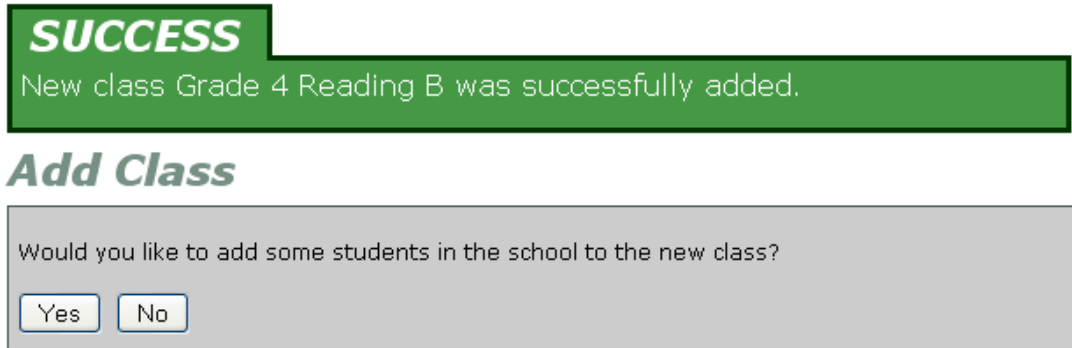 SUCCESS
New class Grade 4 Reading B was successfully added.
Add Class
Would you like to add some students in the school to the new class?
Yes No